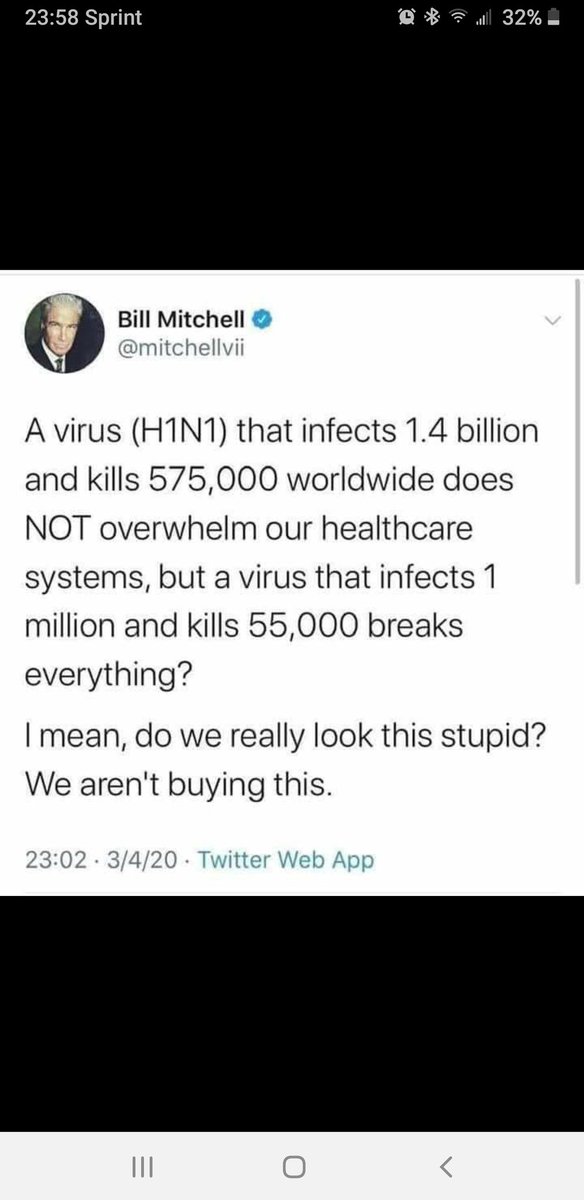 23:58 Sprint 32%
Bill Mitchell
@mitchellvii
A virus (H1N1) that infects 1.4 billion
and kills 575,000 worldwide does
NOT overwhelm our healthcare
systems, but a virus that infects 1
million and kills 55,000 breaks
everything?
I mean, do we really look this stupid?
We aren't buying this.
23:02 · 3/4/20 · Twitter Web App